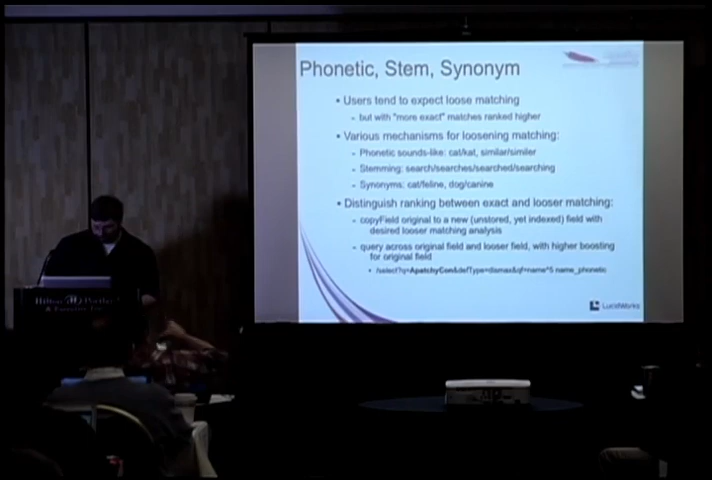 Phonetic, Stem, Synonym
• Users tend to expect loose matching
- but with "more exact" matches ranked higher
• Various mechanisms for loosening matching:
- Phonetic sounds-like: cat/kat, similar/similer
- Stemming: search/searches/searched/searching
- Synonyms: cat/feline, dog/canine
• Distinguish ranking between exact and looser matching:
- copyField original to a new (unstored, yet indexed) field with
desired looser matching analysis
- query across original field and looser field, with higher boosting
for original field
• /select?q=ApatchyCon&defType=dismax&qf=name^5 name_phonetic
LucidWorks
Hilton
& Executive